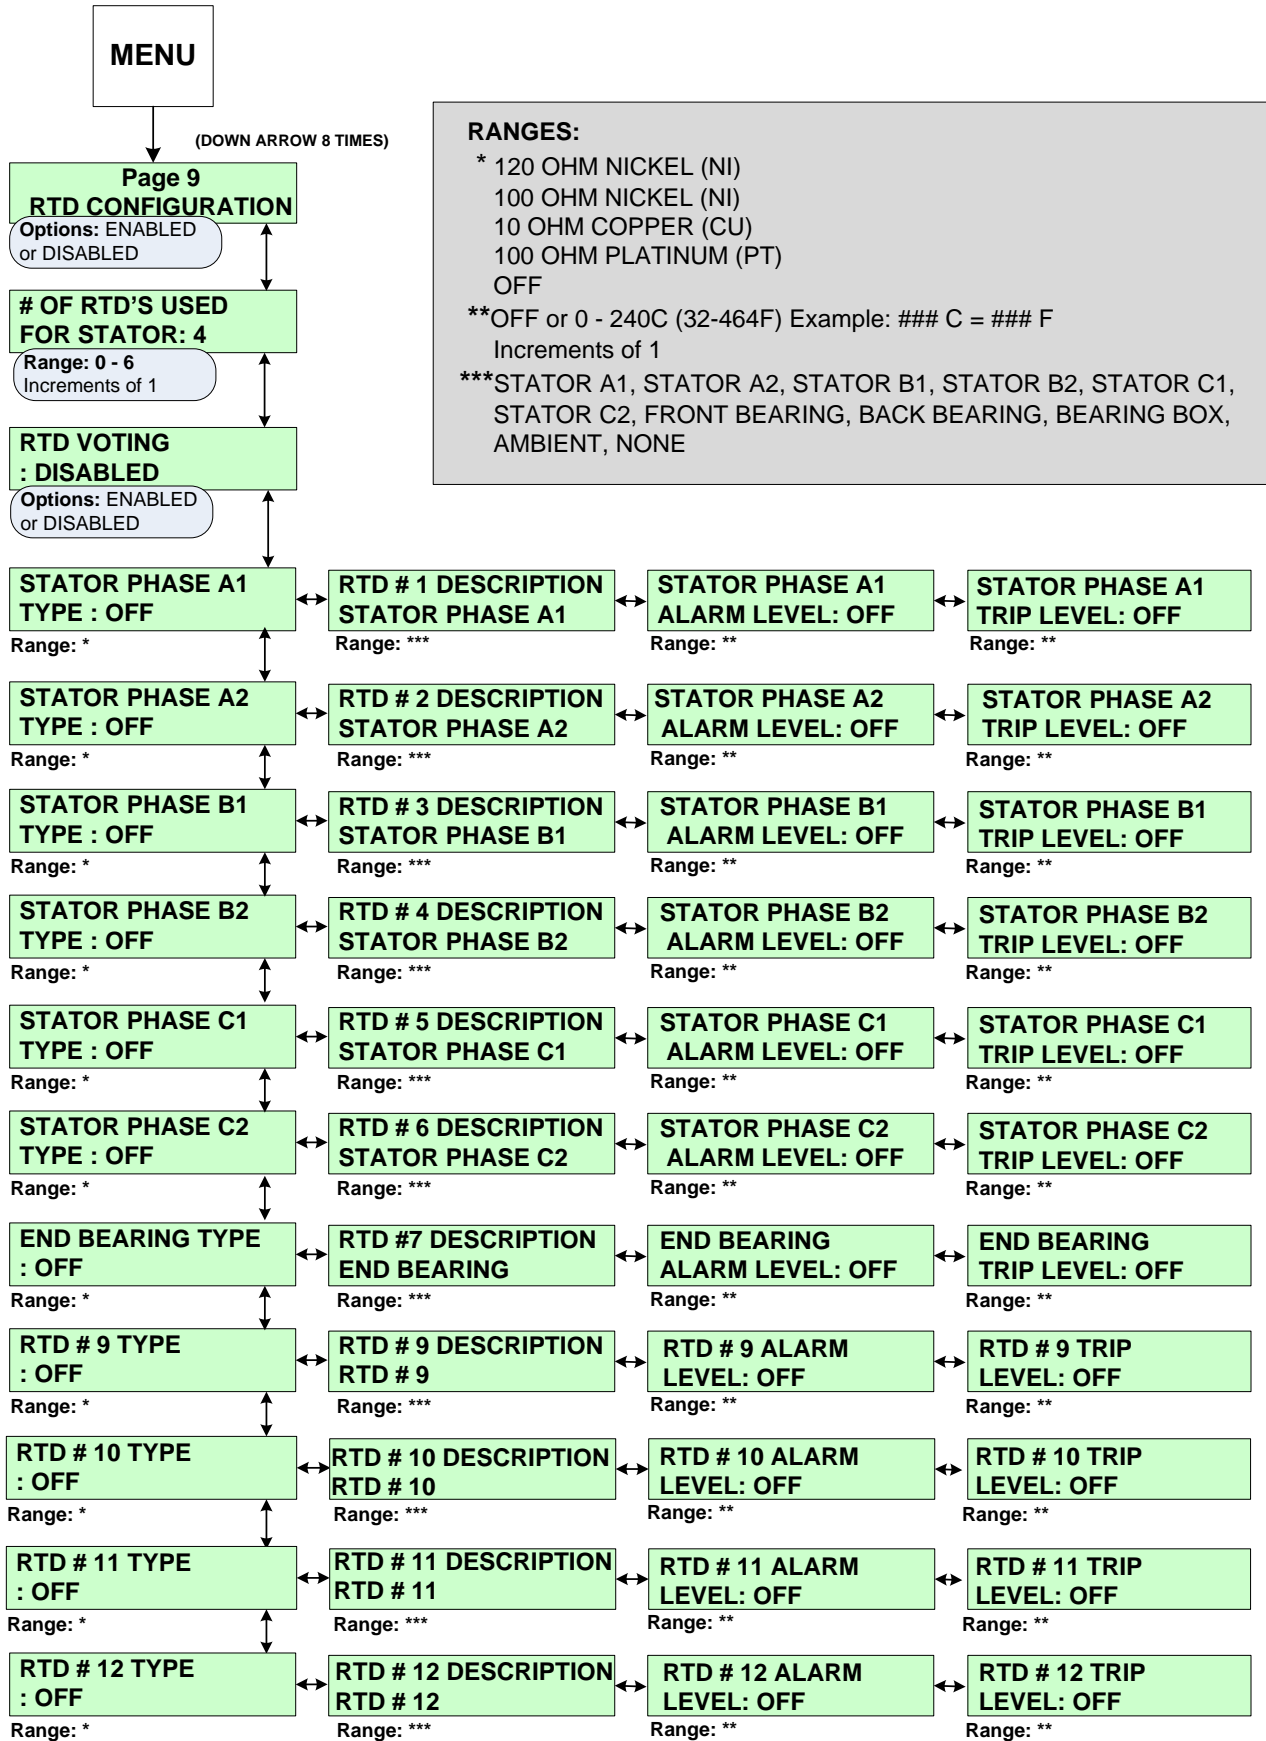 MENU
(DOWN ARROW 8 TIMES)
Page 9
RTD CONFIGURATION
Options: ENABLED
or DISABLED
# OF RTD'S USED
FOR STATOR: 4
Range: 0 - 6
Increments of 1
RTD VOTING
: DISABLED
Options: ENABLED
or DISABLED
RANGES:
* 120 OHM NICKEL (NI)
100 OHM NICKEL (NI)
10 OHM COPPER (CU)
100 OHM PLATINUM (PT)
OFF
**OFF or 0 - 240C (32-464F) Example: ### C = ### F
Increments of 1
***STATOR A1, STATOR A2, STATOR B1, STATOR B2, STATOR C1,
STATOR C2, FRONT BEARING, BACK BEARING, BEARING BOX,
AMBIENT, NONE
STATOR PHASE A1
TYPE : OFF
Range: *
RTD # 1 DESCRIPTION
STATOR PHASE A1
Range: ***
STATOR PHASE A1
ALARM LEVEL: OFF
Range: **
STATOR PHASE A1
TRIP LEVEL: OFF
Range: **
STATOR PHASE A2
TYPE : OFF
Range: *
RTD # 2 DESCRIPTION
STATOR PHASE A2
Range: ***
STATOR PHASE A2
ALARM LEVEL: OFF
Range: **
STATOR PHASE A2
TRIP LEVEL: OFF
Range: **
STATOR PHASE B1
TYPE : OFF
Range: *
RTD # 3 DESCRIPTION
STATOR PHASE B1
Range: ***
STATOR PHASE B1
ALARM LEVEL: OFF
Range: **
STATOR PHASE B1
TRIP LEVEL: OFF
Range: **
STATOR PHASE B2
TYPE : OFF
Range: *
RTD # 4 DESCRIPTION
STATOR PHASE B2
Range: ***
STATOR PHASE B2
ALARM LEVEL: OFF
Range: **
STATOR PHASE B2
TRIP LEVEL: OFF
Range: **
STATOR PHASE C1
TYPE : OFF
Range: *
RTD # 5 DESCRIPTION
STATOR PHASE C1
Range: ***
STATOR PHASE C1
ALARM LEVEL: OFF
Range: **
STATOR PHASE C1
TRIP LEVEL: OFF
Range: **
STATOR PHASE C2
TYPE : OFF
Range: *
RTD # 6 DESCRIPTION
STATOR PHASE C2
Range: ***
STATOR PHASE C2
ALARM LEVEL: OFF
Range: **
STATOR PHASE C2
TRIP LEVEL: OFF
Range: **
END BEARING TYPE
: OFF
Range: *
RTD #7 DESCRIPTION
END BEARING
Range: ***
END BEARING
ALARM LEVEL: OFF
Range: **
END BEARING
TRIP LEVEL: OFF
Range: **
RTD # 9 TYPE
: OFF
Range: *
RTD # 9 DESCRIPTION
RTD # 9
Range: ***
RTD # 9 ALARM
LEVEL: OFF
Range: **
RTD # 9 TRIP
LEVEL: OFF
Range: **
RTD # 10 TYPE
: OFF
Range: *
RTD # 10 DESCRIPTION
RTD # 10
Range: ***
RTD # 10 ALARM
LEVEL: OFF
Range: **
RTD # 10 TRIP
LEVEL: OFF
Range: **
RTD # 11 TYPE
: OFF
Range: *
RTD # 11 DESCRIPTION
RTD # 11
Range: ***
RTD # 11 ALARM
LEVEL: OFF
Range: **
RTD # 11 TRIP
LEVEL: OFF
Range: **
RTD # 12 TYPE
: OFF
Range: *
RTD # 12 DESCRIPTION
RTD # 12
Range: ***
RTD # 12 ALARM
LEVEL: OFF
Range: **
RTD # 12 TRIP
LEVEL: OFF
Range: **